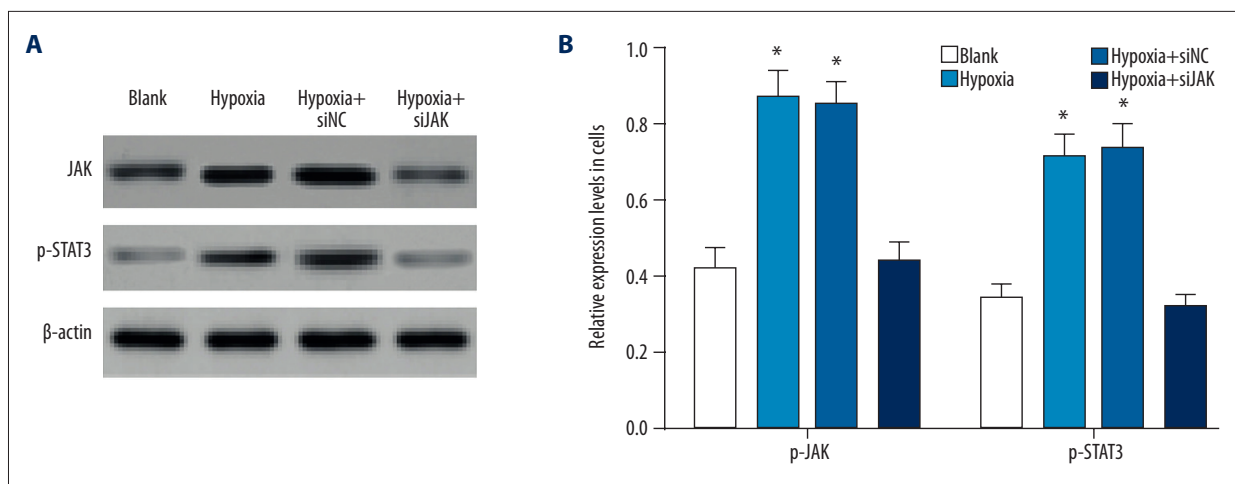 A
Blank
Hypoxia
Hypoxia+
siNC
Hypoxia+
siJAK
JAK
p-STAT3
β-actin
B
Relative expression levels in cells
1.0
0.8
0.6
0.4
0.2
0.0
Blank
Hypoxia
Hypoxia+siNC
Hypoxia+siJAK
*
*
*
*
p-JAK
p-STAT3